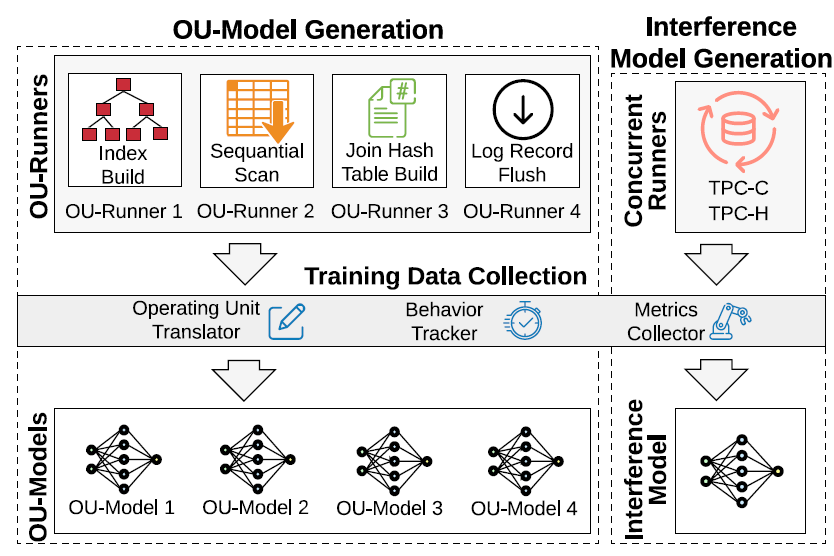 OU-Model Generation
Interference
Model Generation
OU-Runners
Index
Build
Sequantial
Scan
#
Join Hash
Table Build
Log Record
Flush
OU-Runner 1
OU-Runner 2
OU-Runner 3
OU-Runner 4
Concurrent
Runners
TPC-C
TPC-H
Training Data Collection
Operating Unit
Translator
Behavior
Tracker
Metrics
Collector
OU-Models
OU-Model 1
OU-Model 2
OU-Model 3
OU-Model 4
Interference
Model